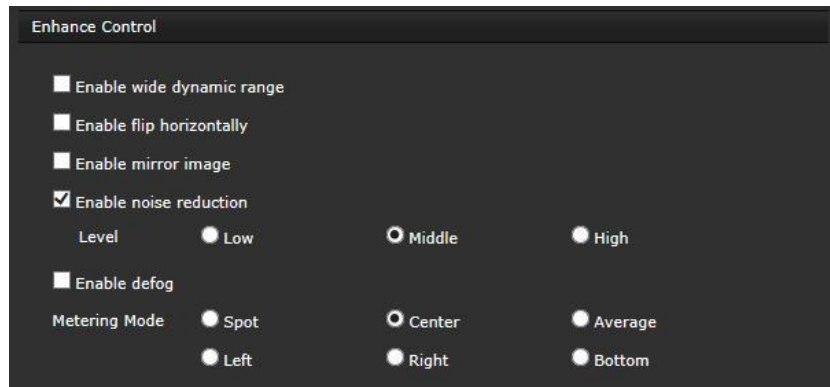 Enhance Control
Enable wide dynamic range
Enable flip horizontally
Enable mirror image
Enable noise reduction
Level Low Middle High
Enable defog
Metering Mode Spot Center Average
Left Right Bottom